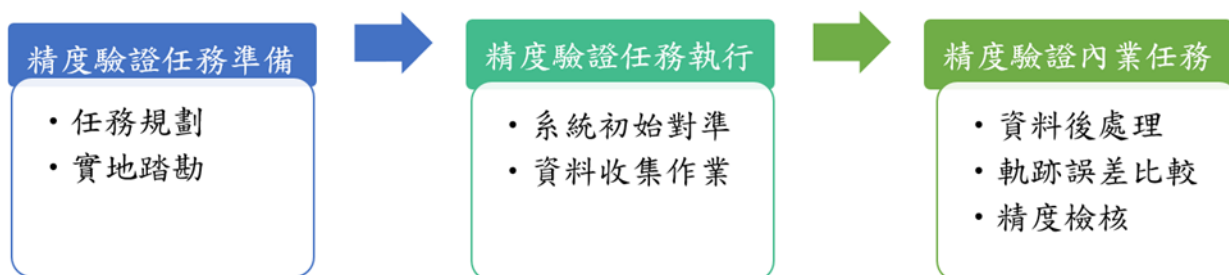 精度驗證任務準備
・任務規劃
・實地踏勘
精度驗證任務執行
・系統初始對準
・資料收集作業
精度驗證內業任務
・資料後處理
・軌跡誤差比較
・精度檢核